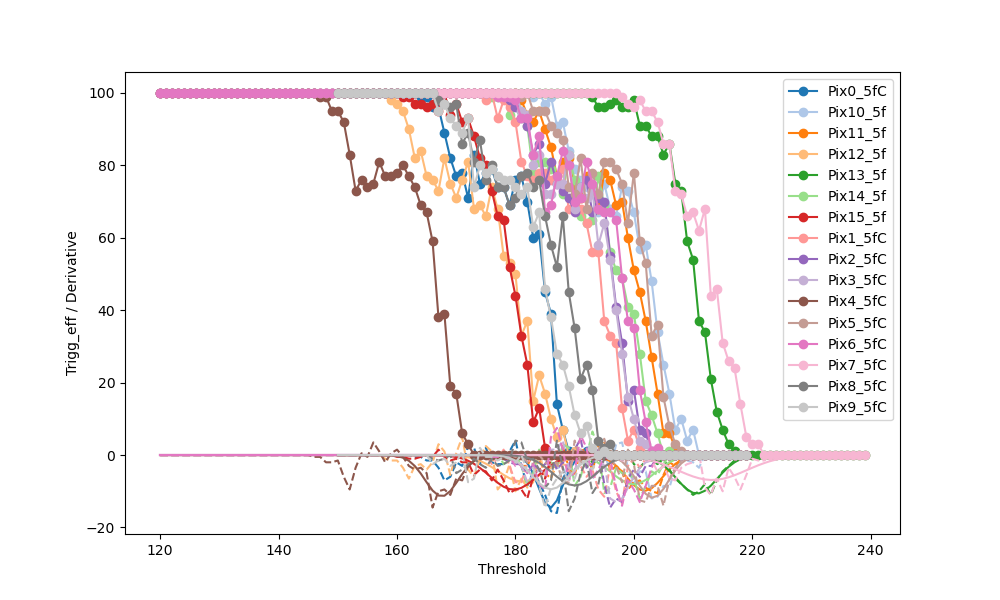 100
80
60
40
20
0
−20
Trigg_eff / Derivative
120
140
160
180
200
220
240
Threshold
Pix0_5fC
Pix10_5f
Pix11_5f
Pix12_5f
Pix13_5f
Pix14_5f
Pix15_5f
Pix1_5fC
Pix2_5fC
Pix3_5fC
Pix4_5fC
Pix5_5fC
Pix6_5fC
Pix7_5fC
Pix8_5fC
Pix9_5fC